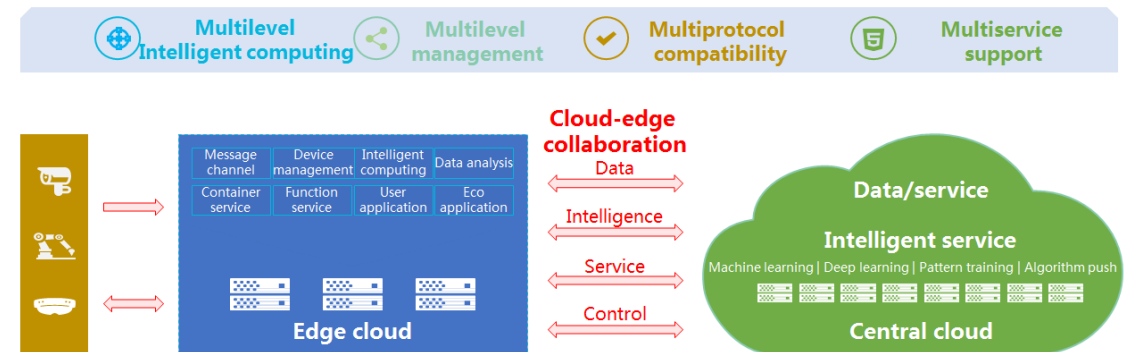 Multilevel
Intelligent computing
Multilevel
management
Multiprotocol
compatibility
Multiservice
support
Cloud-edge
collaboration
Message
channel
Device
management
Intelligent
computing
Data analysis
Container
service
Function
service
User
application
Eco
application
Edge cloud
Data
Intelligence
Service
Control
Data/service
Intelligent service
Machine learning | Deep learning | Pattern training | Algorithm push
Central cloud